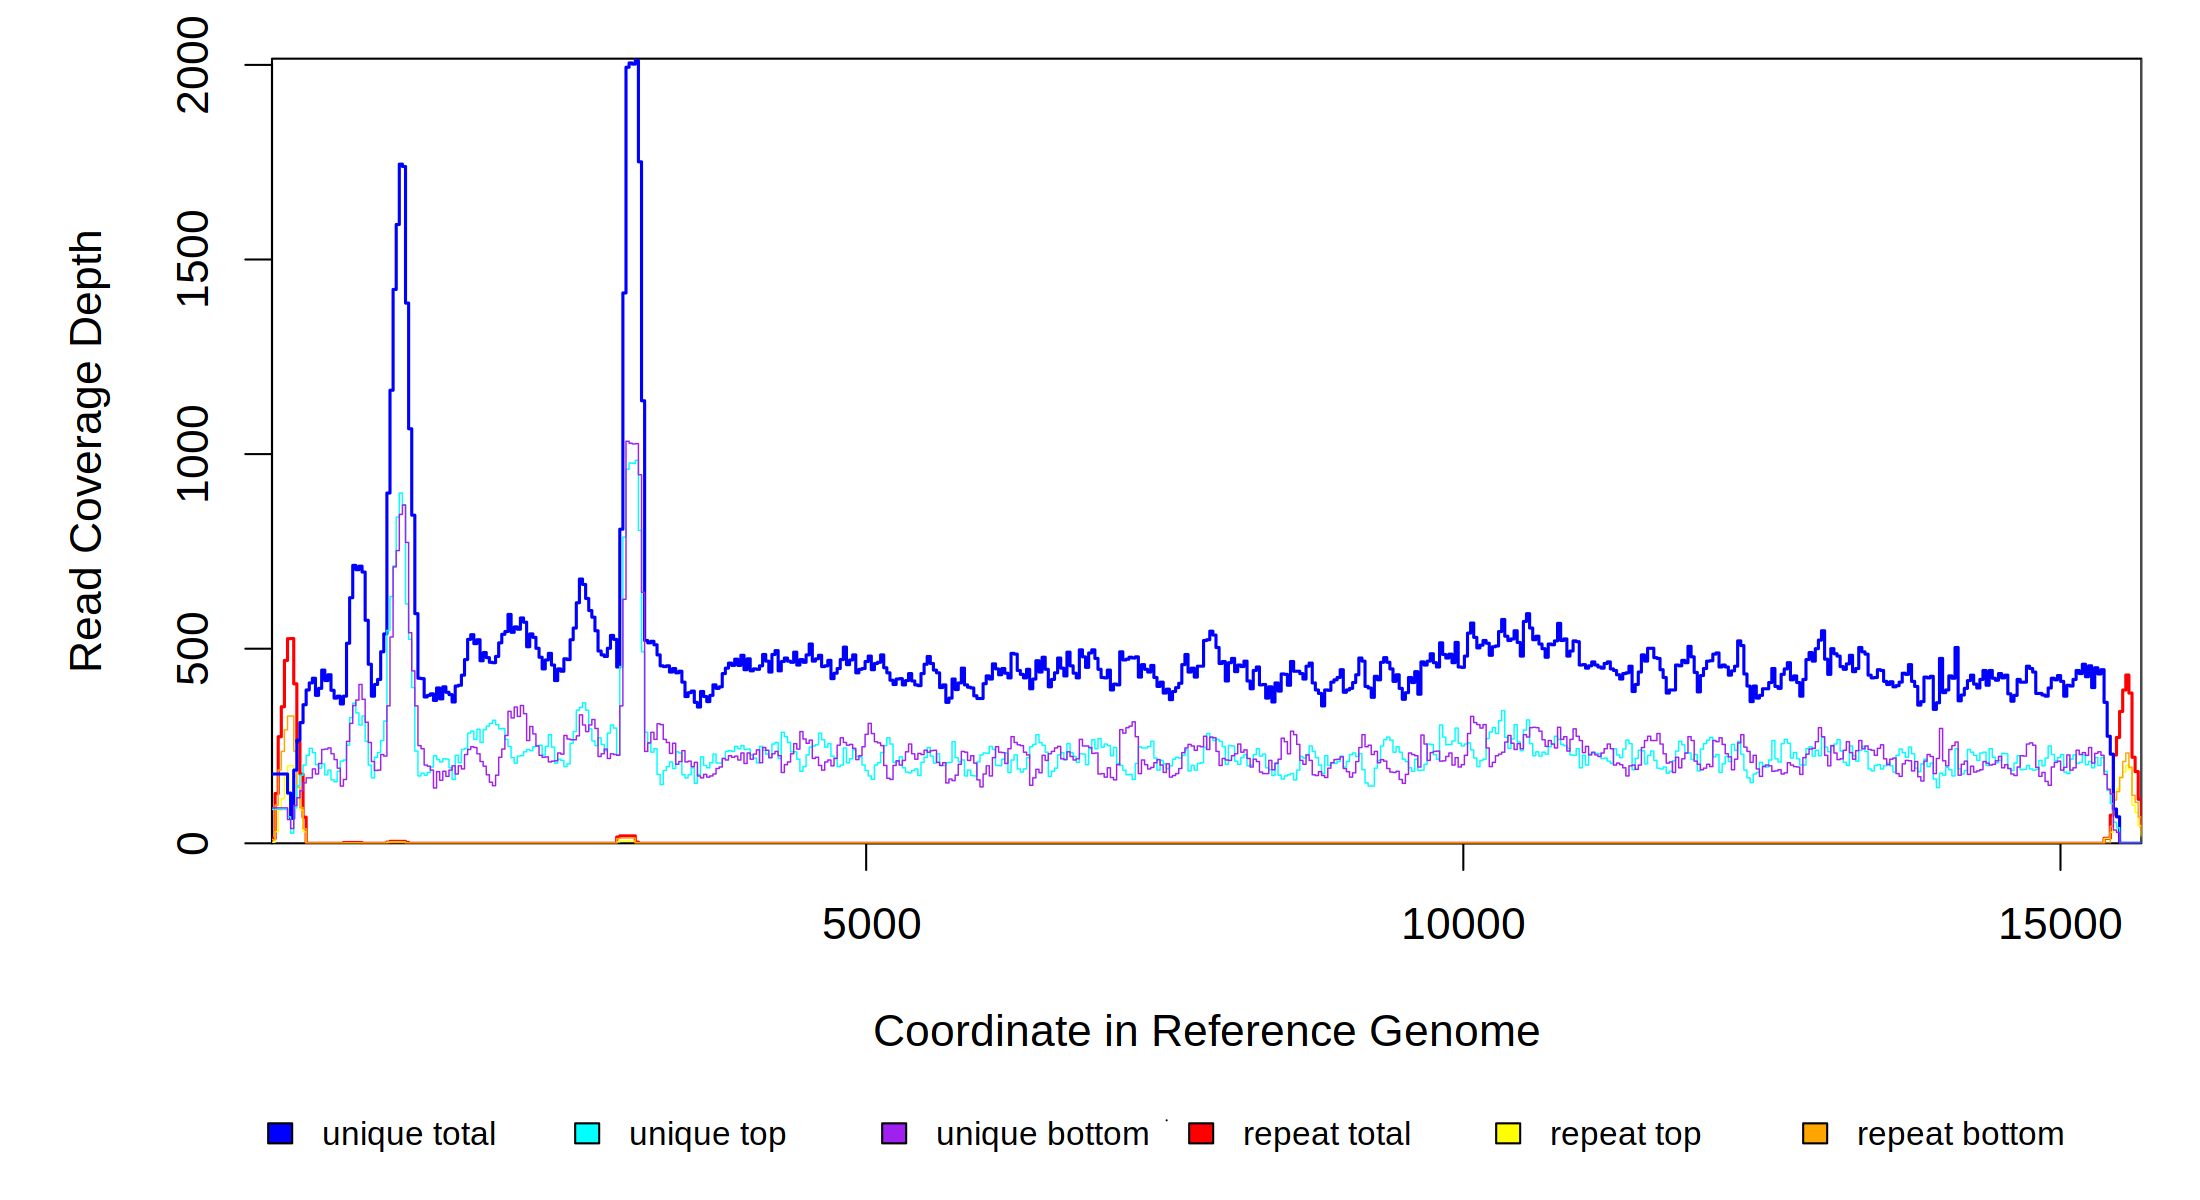 2000
1500
1000
500
0
Read Coverage Depth
5000 10000 15000
Coordinate in Reference Genome
unique total unique top unique bottom repeat total repeat top repeat bottom